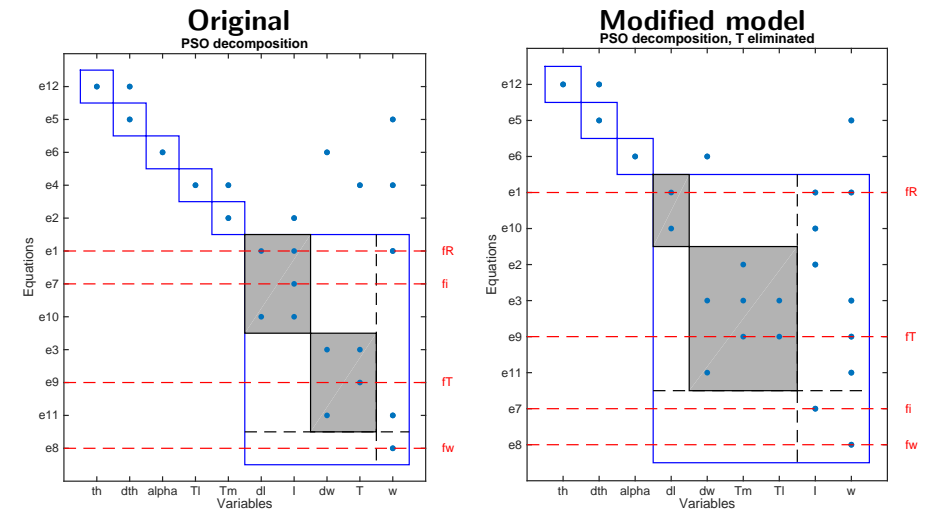 Original
PSO decomposition
e12
e5
e6
e4
e2
e1
e7
e10
e3
e9
e11
e8
Equations
fR
fi
fT
fw
th dth alpha Tl Tm dl I dw T w
Variables
Modified model
PSO decomposition, T eliminated
e12
e5
e6
e1
e10
e2
e3
e9
e11
e7
e8
Equations
fR
fT
fi
fw
th dth alpha dl dw Tm Tl I w
Variables